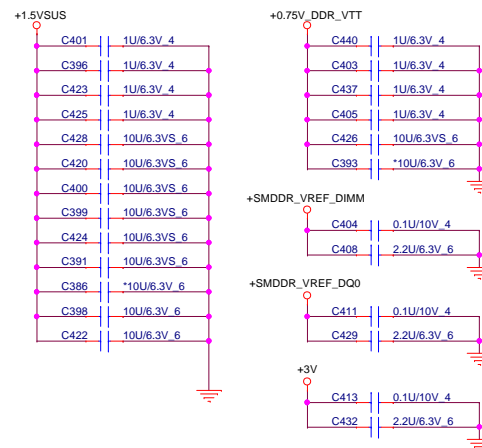 +1.5VSUS
C401 1U/6.3V_4
C396 1U/6.3V_4
C423 1U/6.3V_4
C425 1U/6.3V_4
C428 10U/6.3VS_6
C420 10U/6.3VS_6
C400 10U/6.3VS_6
C399 10U/6.3VS_6
C424 10U/6.3VS_6
C391 10U/6.3VS_6
C386 *10U/6.3V_6
C398 10U/6.3V_6
C422 10U/6.3V_6
+0.75V_DDR_VTT
C440 1U/6.3V_4
C403 1U/6.3V_4
C437 1U/6.3V_4
C405 1U/6.3V_4
C426 10U/6.3VS_6
C393 *10U/6.3V_6
+SMDDR_VREF_DIMM
C404 0.1U/10V_4
C408 2.2U/6.3V_6
+SMDDR_VREF_DQ0
C411 0.1U/10V_4
C429 2.2U/6.3V_6
+3V
C413 0.1U/10V_4
C432 2.2U/6.3V_6